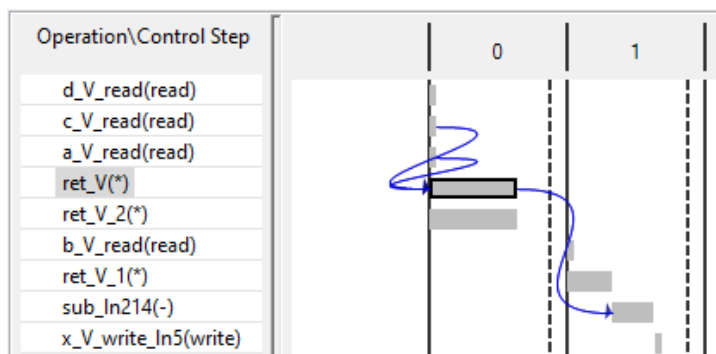 Operation\Control Step
0
1
d_V_read(read)
c_V_read(read)
a_V_read(read)
ret_V(*)
ret_V_2(*)
b_V_read(read)
ret_V_1(*)
sub_ln214(-)
x_V_write_ln5(write)